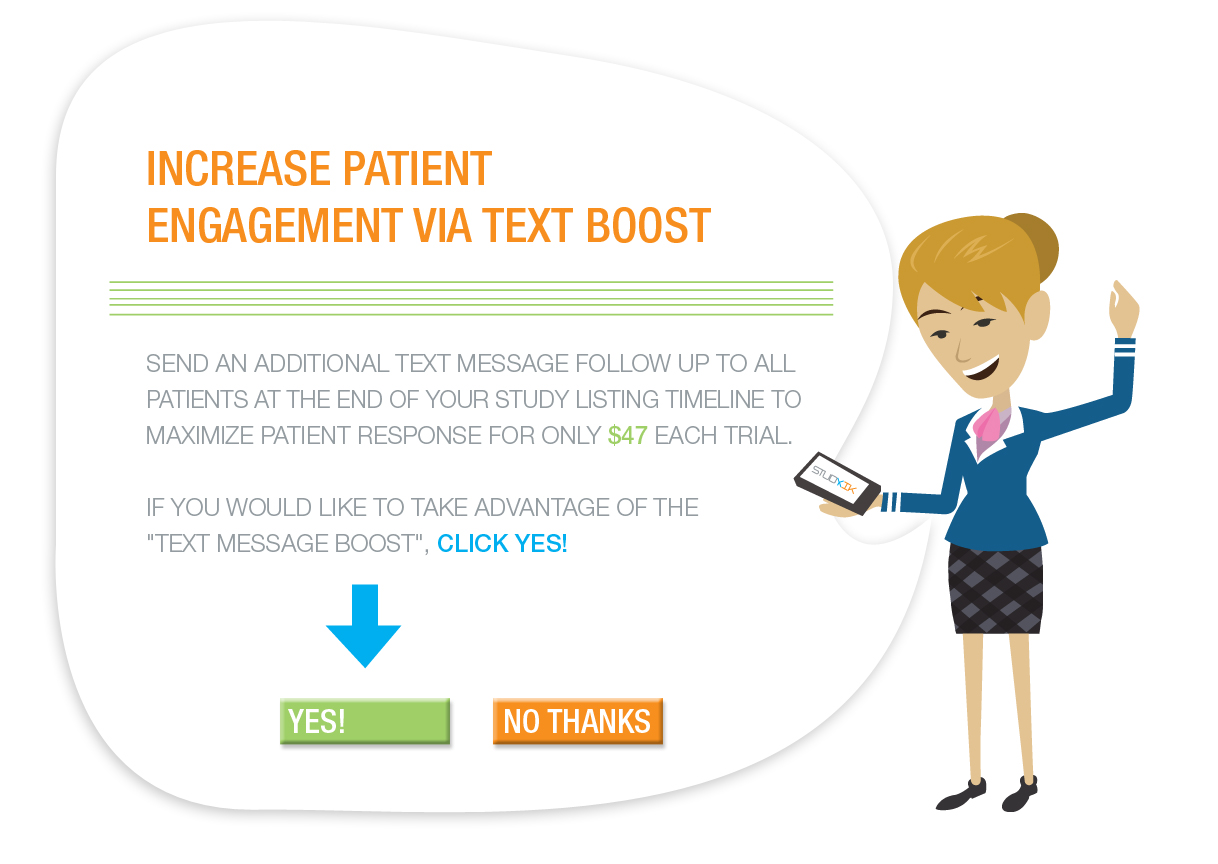 INCREASE PATIENT
ENGAGEMENT VIA TEXT BOOST
SEND AN ADDITIONAL TEXT MESSAGE FOLLOW UP TO ALL
PATIENTS AT THE END OF YOUR STUDY LISTING TIMELINE TO
MAXIMIZE PATIENT RESPONSE FOR ONLY $47 EACH TRIAL.
IF YOU WOULD LIKE TO TAKE ADVANTAGE OF THE
"TEXT MESSAGE BOOST", CLICK YES!
STUDYKIK
YES!
NO THANKS